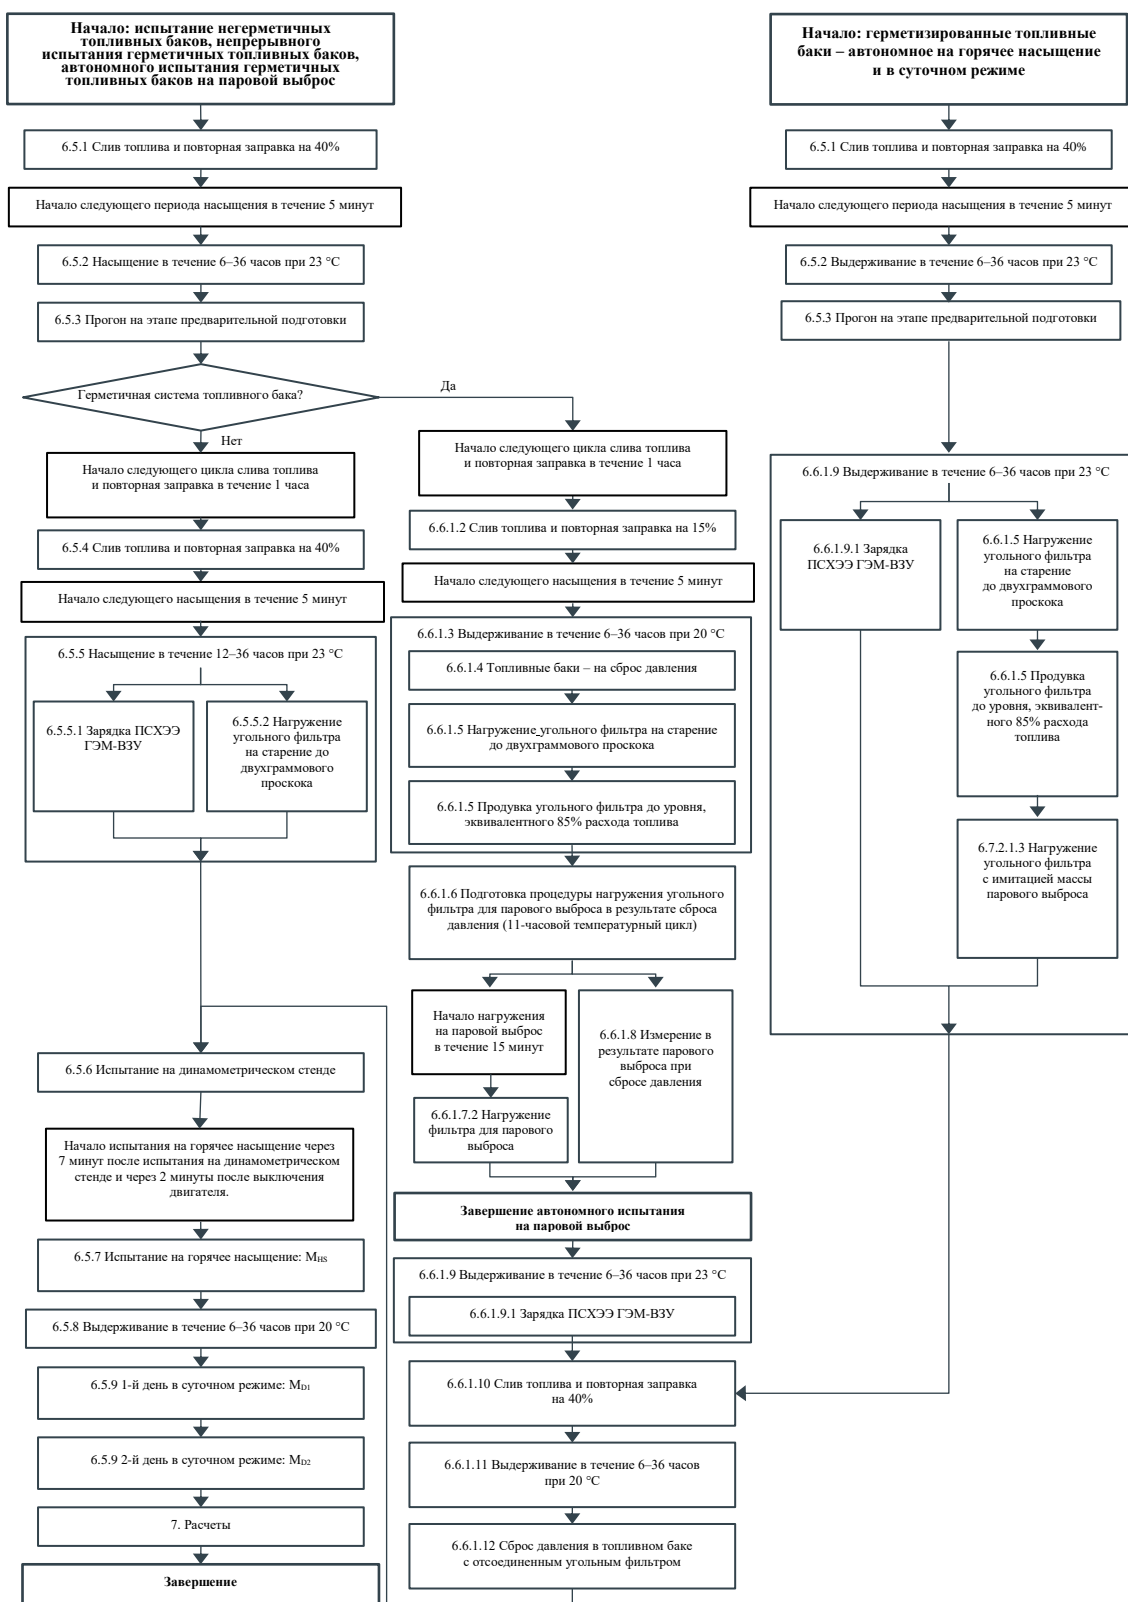 Начало: испытание негерметичных
топливных баков, непрерывного
испытания герметичных топливных баков,
автономного испытания герметичных
топливных баков на паровый выброс
6.5.1 Слив топлива и повторная заправка на 40%
Начало следующего периода насыщения в течение 5 минут
6.5.2 Насыщение в течение 6–36 часов при 23 °C
6.5.3 Прогон на этапе предварительной подготовки
Герметичная система топливного бака?
Да
Нет
Начало следующего цикла слива топлива
и повторная заправка в течение 1 часа
6.5.4 Слив топлива и повторная заправка на 40%
Начало следующего насыщения в течение 5 минут
6.5.5 Насыщение в течение 12–36 часов при 23 °C
6.5.5.1 Зарядка ПСХЭЭ
ГЭМ-ВЗУ
6.5.5.2 Нагружение
угольного фильтра
на старение до
двухграммового
проскока
6.5.6 Испытание на динамометрическом стенде
Начало испытания на горячее насыщение через
7 минут после испытания на динамометрическом
стенде и через 2 минуты после выключения
двигателя.
6.5.7 Испытание на горячее насыщение: MHS
6.5.8 Выдерживание в течение 6–36 часов при 20 °C
6.5.9 1-й день в суточном режиме: MD1
6.5.9 2-й день в суточном режиме: MD2
7. Расчеты
Завершение
Начало следующего цикла слива топлива
и повторная заправка в течение 1 часа
6.6.1.2 Слив топлива и повторная заправка на 15%
Начало следующего насыщения в течение 5 минут
6.6.1.3 Выдерживание в течение 6–36 часов при 20 °C
6.6.1.4 Топливные баки – на сброс давления
6.6.1.5 Нагружение угольного фильтра на старение
до двухграммового проскока
6.6.1.5 Продувка угольного фильтра до уровня,
эквивалентного 85% расхода топлива
6.6.1.6 Подготовка процедуры нагружения угольного
фильтра для парового выброса в результате сброса
давления (11-часовой температурный цикл)
Начало нагружения
на паровой выброс
в течение 15 минут
6.6.1.7.2 Нагружение
фильтра для парового
выброса
6.6.1.8 Измерение в
результате парового
выброса при
сбросе давления
Завершение автономного испытания
на паровой выброс
6.6.1.9 Выдерживание в течение 6–36 часов при 23 °C
6.6.1.9.1 Зарядка ПСХЭЭ ГЭМ-ВЗУ
6.6.1.10 Слив топлива и повторная заправка
на 40%
6.6.1.11 Выдерживание в течение 6–36 часов
при 20 °C
6.6.1.12 Сброс давления в топливном баке
с отсоединенным угольным фильтром
Начало: герметизированные топливные
баки – автономное на горячее насыщение
и в суточном режиме
6.5.1 Слив топлива и повторная заправка на 40%
Начало следующего периода насыщения в течение 5 минут
6.5.2 Выдерживание в течение 6–36 часов при 23 °C
6.5.3 Прогон на этапе предварительной подготовки
6.6.1.9 Выдерживание в течение 6–36 часов при 23 °C
6.6.1.9.1 Зарядка
ПСХЭЭ ГЭМ-ВЗУ
6.6.1.5 Нагружение
угольного фильтра
на старение
до двухграммового
проскока
6.6.1.5 Продувка
угольного фильтра
до уровня, эквивалент-
ного 85% расхода
топлива
6.7.2.1.3 Нагружение
угольного фильтра
с имитацией массы
парового выброса